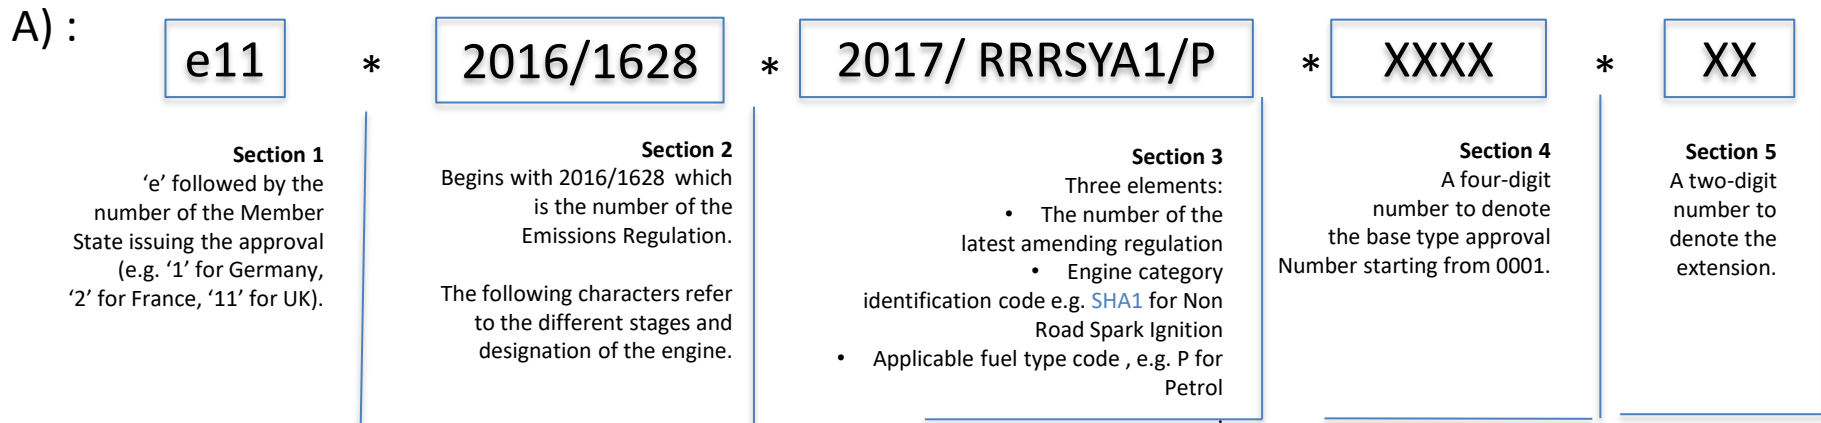 A) :
e11 * 2016/1628 * 2017/ RRRSYA1/P * XXXX * XX
Section 1
‘e’ followed by the
number of the Member
State issuing the approval
(e.g. ‘1’ for Germany,
‘2’ for France, ‘11’ for UK).
Section 2
Begins with 2016/1628 which
is the number of the
Emissions Regulation.
The following characters refer
to the different stages and
designation of the engine.
Section 3
Three elements:
• The number of the
latest amending regulation
• Engine category
identification code e.g. SHA1 for Non
Road Spark Ignition
• Applicable fuel type code , e.g. P for
Petrol
Section 4
A four-digit
number to denote
the base type approval
Number starting from 0001.
Section 5
A two-digit
number to
denote the
extension.